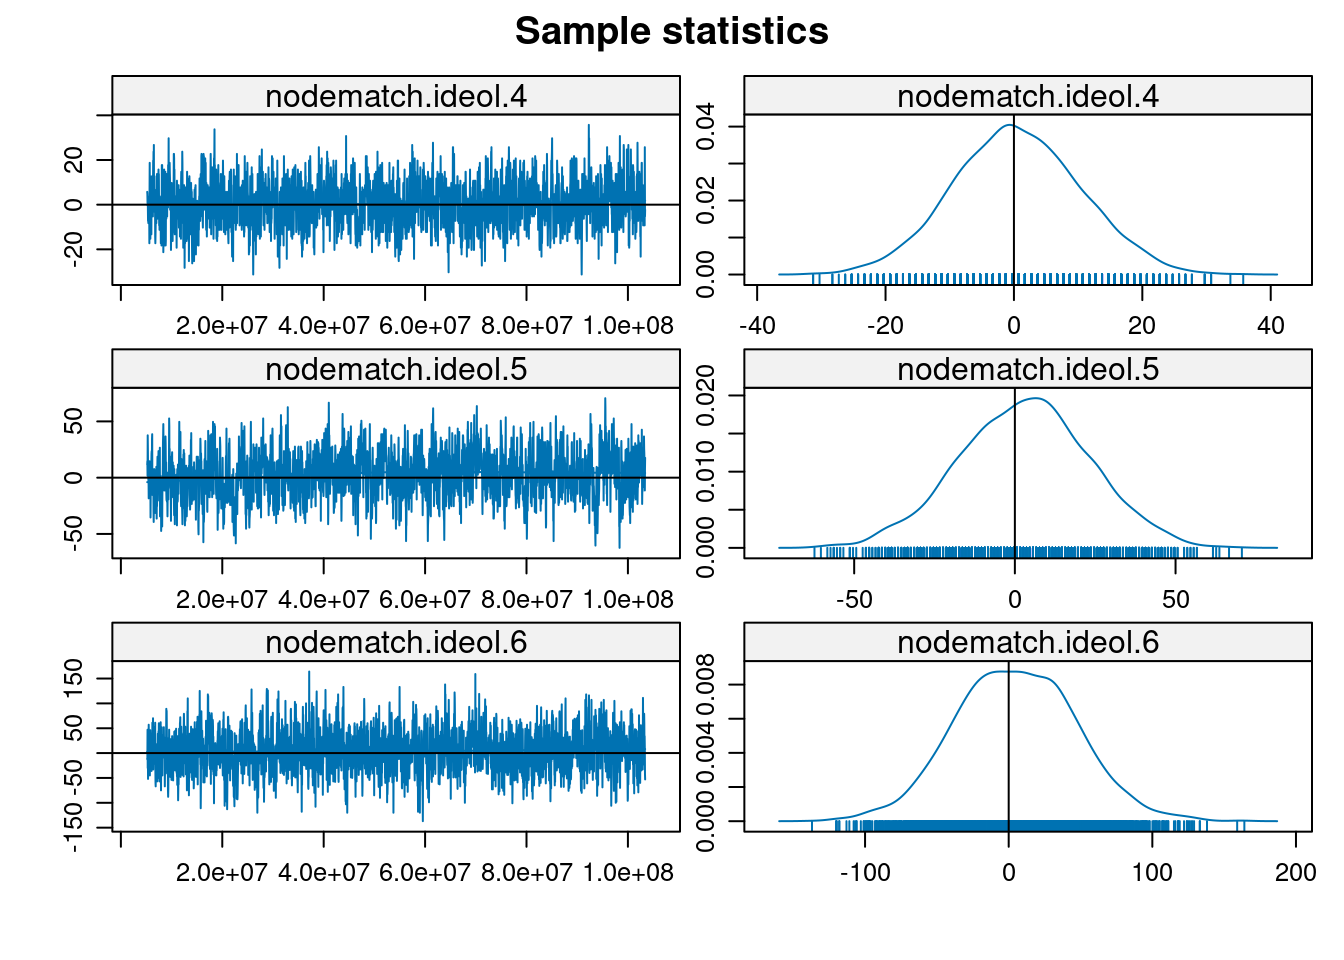 Sample statistics
nodematch.ideol.4
-20 0 20
2.0e+07 4.0e+07 6.0e+07 8.0e+07 1.0e+08
nodematch.ideol.4
0.00 0.02 0.04
-40 -20 0 20 40
nodematch.ideol.5
-50 0 50
2.0e+07 4.0e+07 6.0e+07 8.0e+07 1.0e+08
nodematch.ideol.5
0.000 0.010 0.020
-50 0 50
nodematch.ideol.6
-150 -50 50 150
2.0e+07 4.0e+07 6.0e+07 8.0e+07 1.0e+08
nodematch.ideol.6
0.000 0.004 0.008
-100 0 100 200